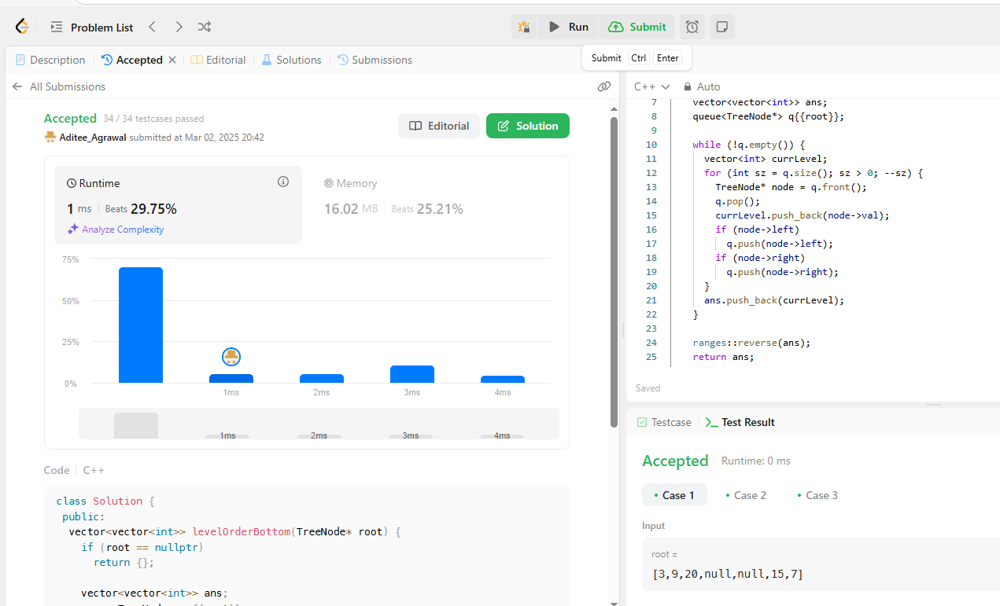 Problem List
Run
Submit
Description
Accepted
Editorial
Solutions
Submissions
Submit Ctrl Enter
All Submissions
Accepted 34 / 34 testcases passed
Aditee_Agrawal submitted at Mar 02, 2025 20:42
Editorial
Solution
Runtime
1 ms Beats 29.75%
Analyze Complexity
Memory
16.02 MB Beats 25.21%
75%
50%
25%
0%
1ms 2ms 3ms 4ms
1ms 2ms 3ms 4ms
Code C++
class Solution {
public:
vector<vector<int>> levelOrderBottom(TreeNode* root) {
if (root == nullptr)
return {};
vector<vector<int>> ans;
C++ Auto
7 vector<vector<int>> ans;
8 queue<TreeNode*> q{{root}};
9
10 while (!q.empty()) {
11 vector<int> currLevel;
12 for (int sz = q.size(); sz > 0; --sz) {
13 TreeNode* node = q.front();
14 q.pop();
15 currLevel.push_back(node->val);
16 if (node->left)
17 q.push(node->left);
18 if (node->right)
19 q.push(node->right);
20 }
21 ans.push_back(currLevel);
22 }
23
24 ranges::reverse(ans);
25 return ans;
Saved
Testcase
Test Result
Accepted Runtime: 0 ms
Case 1
Case 2
Case 3
Input
root =
[3,9,20,null,null,15,7]